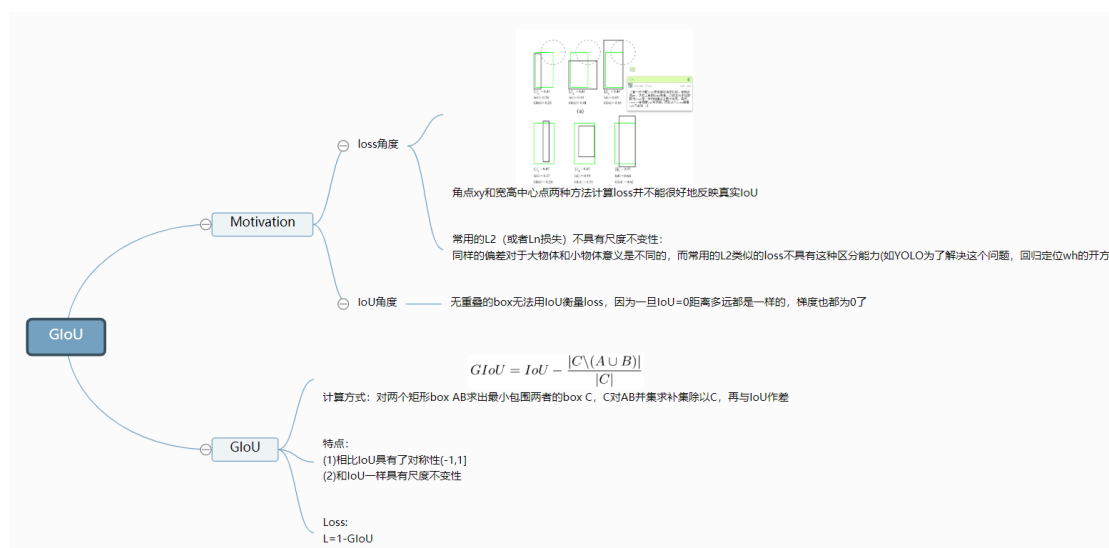 (a)
loss角度
角点xy和宽高中心点两种方法计算loss并不能很好地反映真实IoU
Motivation
常用的L2（或者Ln损失）不具有尺度不变性：
同样的偏差对于大物体和小物体意义是不同的，而常用的L2类似的loss不具有这种区分能力(如YOLO为了解决这个问题，回归定位wh的开方
IoU角度
无重叠的box无法用IoU衡量loss，因为一旦IoU=0距离多远都是一样的，梯度也都为0了
GIoU
GIoU = IoU − |C\(A ∪ B)| / |C|
计算方式：对两个矩形box AB求出最小包围两者的box C，C对AB并集求补集除以C，再与IoU作差
GIoU
特点：
(1)相比IoU具有了对称性(-1,1]
(2)和IoU一样具有尺度不变性
Loss:
L=1-GIoU